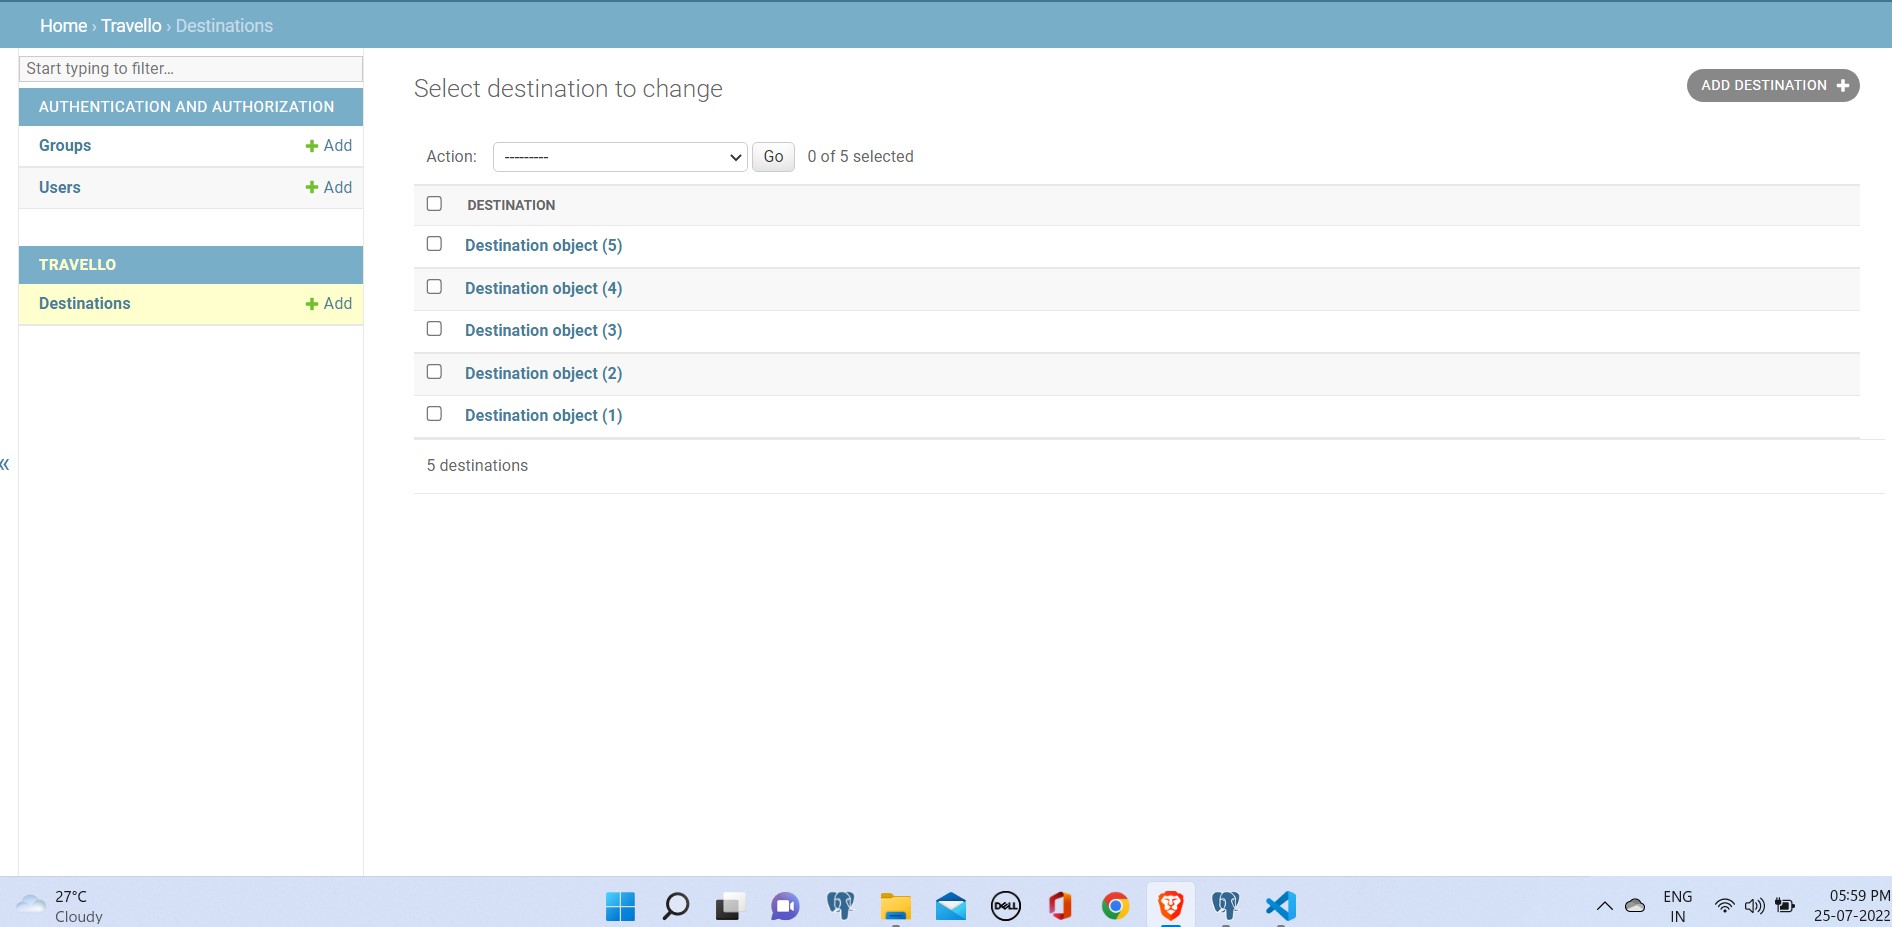 Home › Travello › Destinations
Start typing to filter...
AUTHENTICATION AND AUTHORIZATION
Groups + Add
Users + Add
TRAVELLO
Destinations + Add
«
Select destination to change
ADD DESTINATION +
Action: --------- Go 0 of 5 selected
DESTINATION
Destination object (5)
Destination object (4)
Destination object (3)
Destination object (2)
Destination object (1)
5 destinations
27°C
Cloudy
DELL
ENG
IN
05:59 PM
25-07-2022